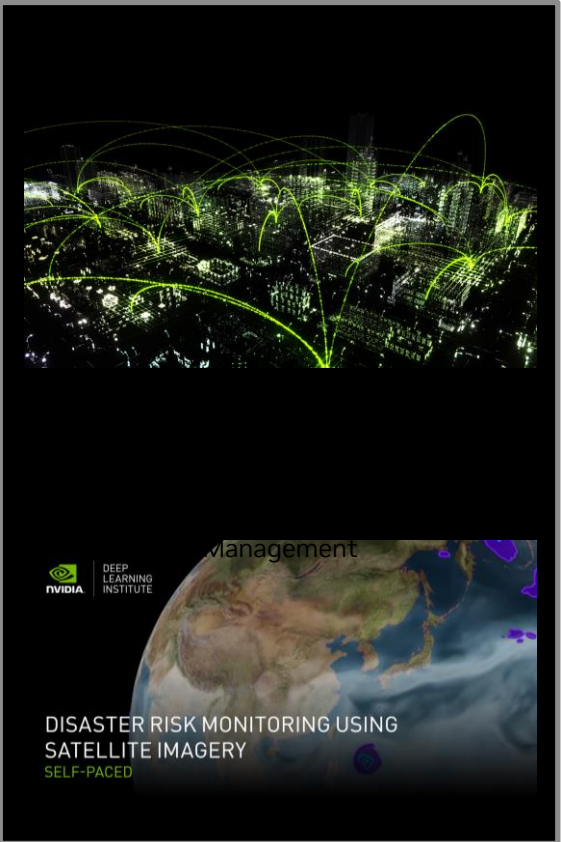 Management
NVIDIA.
DEEP
LEARNING
INSTITUTE
DISASTER RISK MONITORING USING
SATELLITE IMAGERY
SELF-PACED